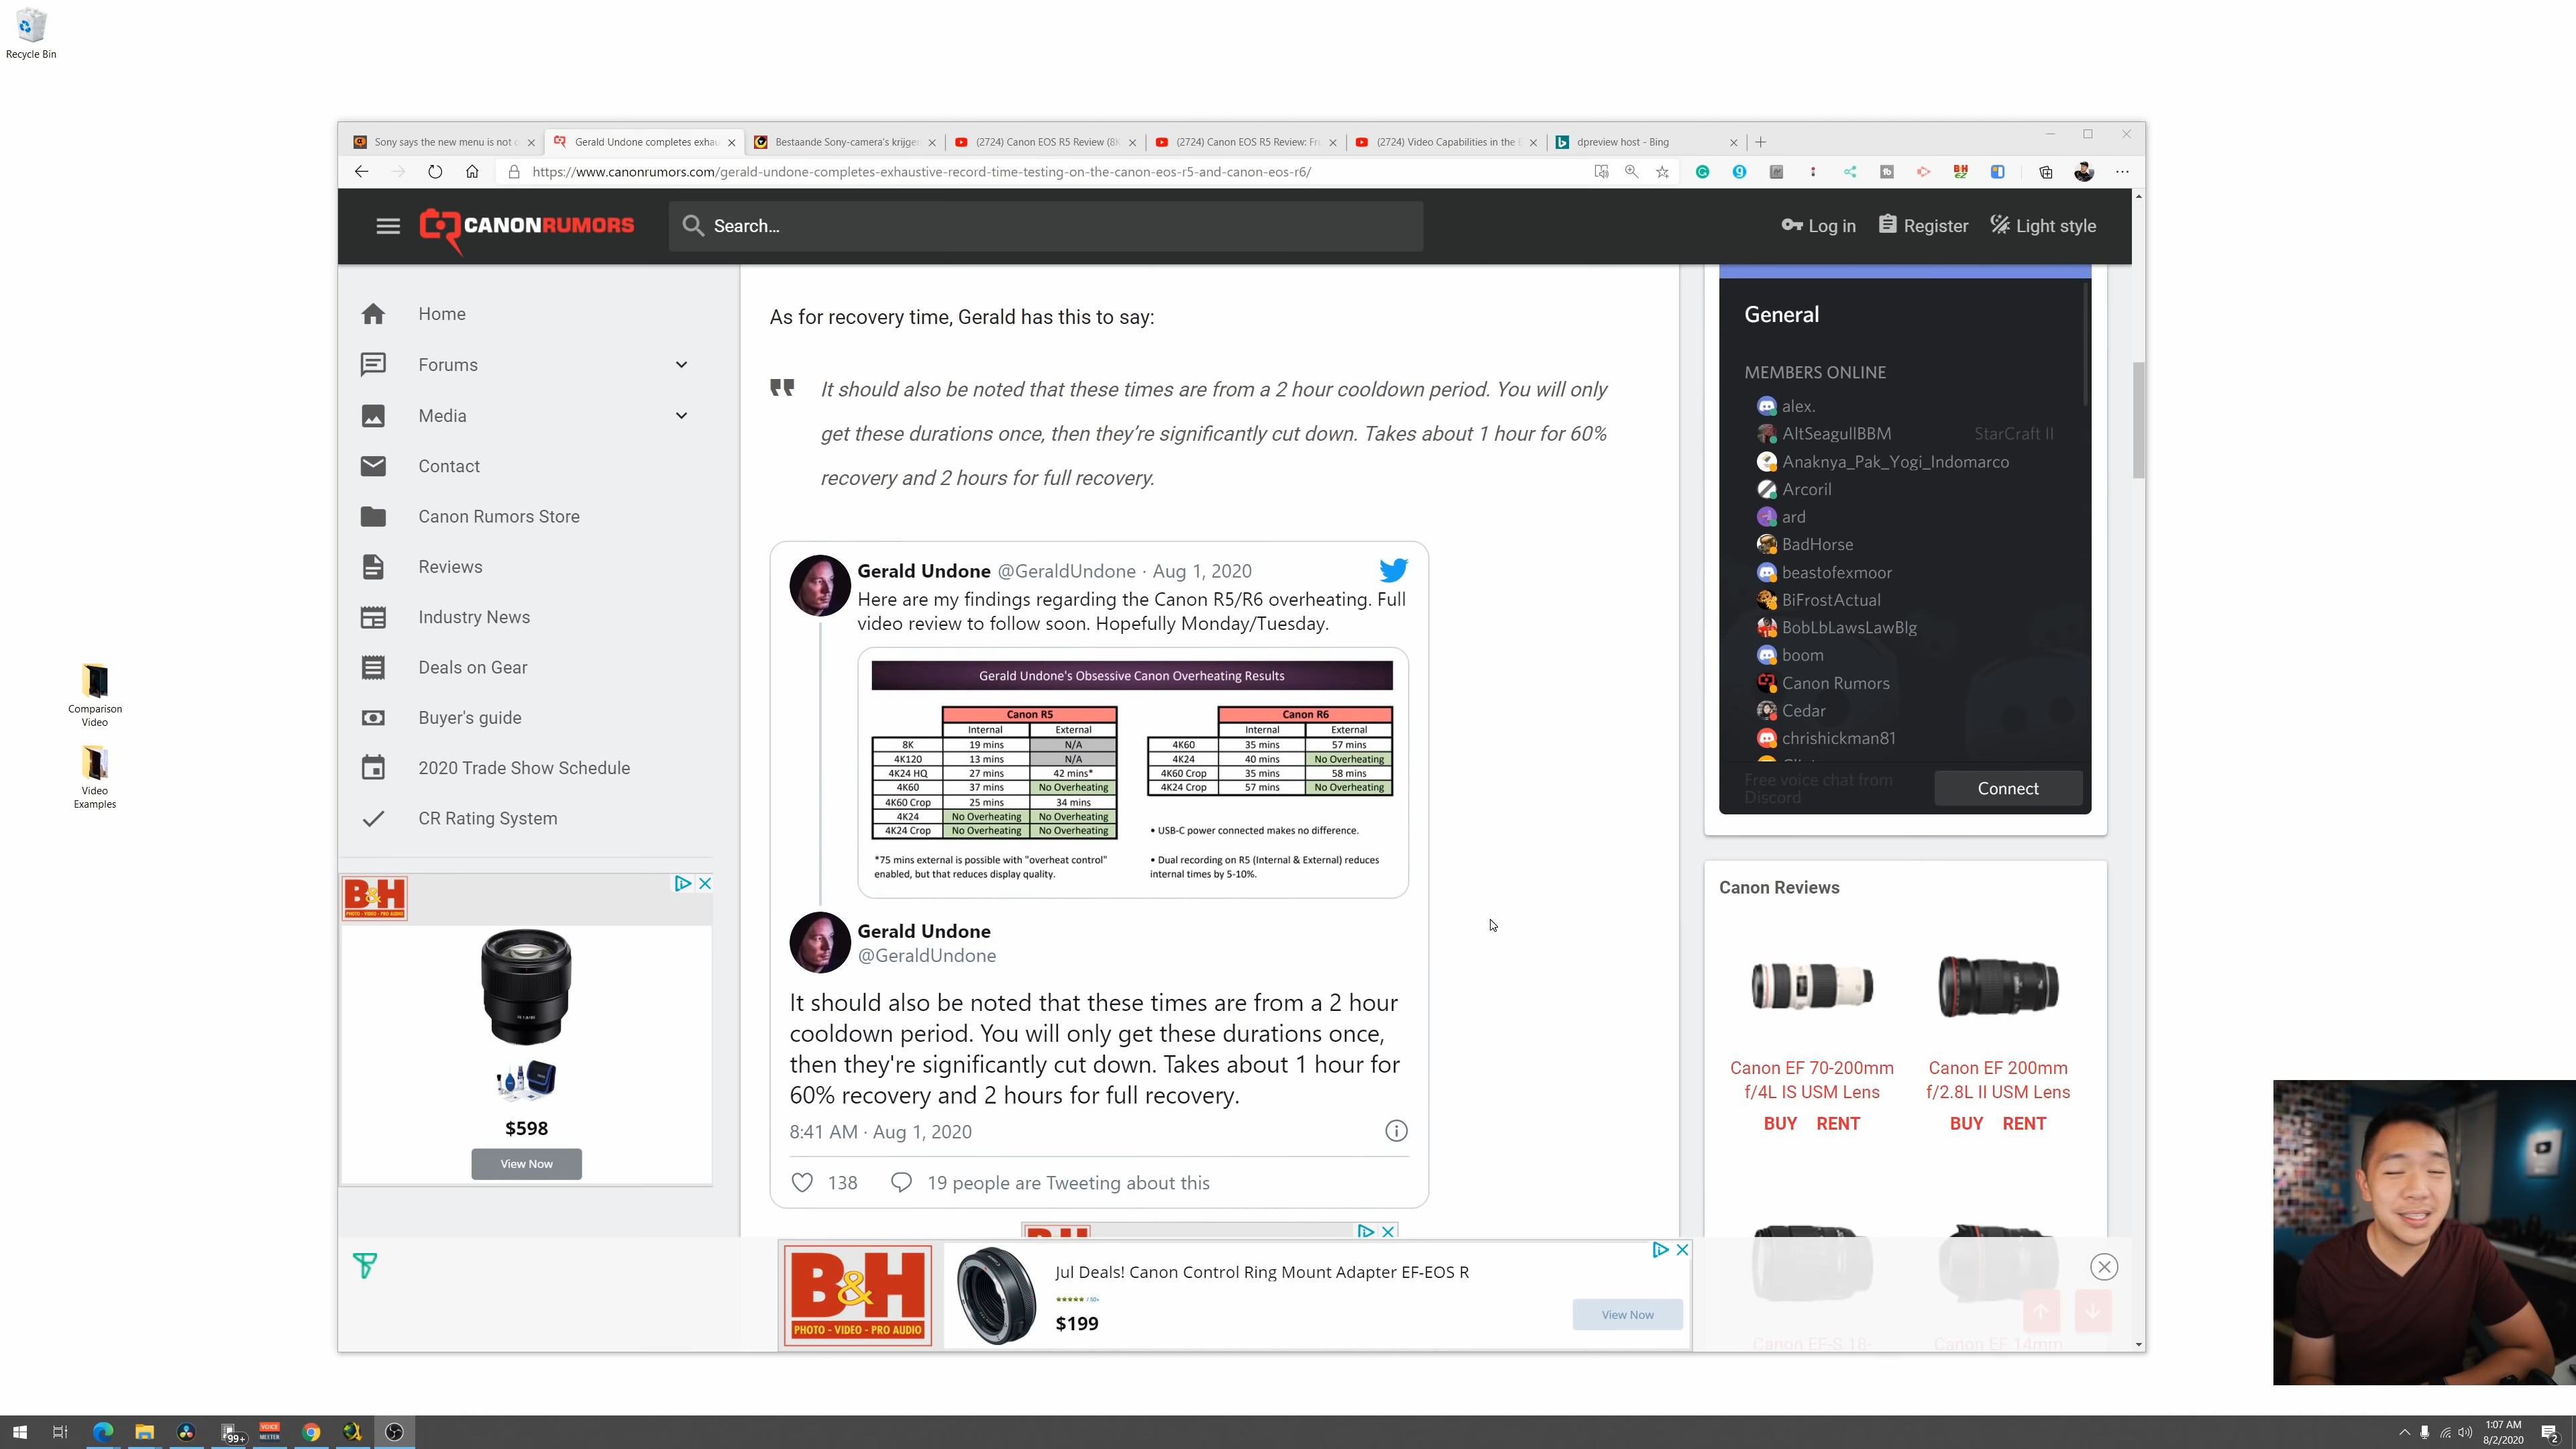 Recycle Bin
Comparison
Video
Video
Examples
Sony says the new menu is not
Gerald Undone completes exhau
Bestaande Sony-camera's krijgen
(2724) Canon EOS R5 Review (8K
(2724) Canon EOS R5 Review: Fr
(2724) Video Capabilities in the
dpreview host - Bing
https://www.canonrumors.com/gerald-undone-completes-exhaustive-record-time-testing-on-the-canon-eos-r5-and-canon-eos-r6/
CANONRUMORS
Search...
Log in
Register
Light style
Home
Forums
Media
Contact
Canon Rumors Store
Reviews
Industry News
Deals on Gear
Buyer's guide
2020 Trade Show Schedule
CR Rating System
B&H
PHOTO - VIDEO - PRO AUDIO
$598
View Now
As for recovery time, Gerald has this to say:
It should also be noted that these times are from a 2 hour cooldown period. You will only
get these durations once, then they’re significantly cut down. Takes about 1 hour for 60%
recovery and 2 hours for full recovery.
Gerald Undone @GeraldUndone · Aug 1, 2020
Here are my findings regarding the Canon R5/R6 overheating. Full
video review to follow soon. Hopefully Monday/Tuesday.
Gerald Undone's Obsessive Canon Overheating Results
Canon R5
Internal External
8K 19 mins N/A
4K120 13 mins N/A
4K24 HQ 27 mins 42 mins*
4K60 37 mins No Overheating
4K60 Crop 25 mins 34 mins
4K24 No Overheating No Overheating
4K24 Crop No Overheating No Overheating
*75 mins external is possible with "overheat control"
enabled, but that reduces display quality.
Canon R6
Internal External
4K60 35 mins 57 mins
4K24 40 mins No Overheating
4K60 Crop 35 mins 58 mins
4K24 Crop 57 mins No Overheating
• USB-C power connected makes no difference.
• Dual recording on R5 (Internal & External) reduces
internal times by 5-10%.
Gerald Undone
@GeraldUndone
It should also be noted that these times are from a 2 hour
cooldown period. You will only get these durations once,
then they're significantly cut down. Takes about 1 hour for
60% recovery and 2 hours for full recovery.
8:41 AM · Aug 1, 2020
138
19 people are Tweeting about this
B&H
PHOTO - VIDEO - PRO AUDIO
Jul Deals! Canon Control Ring Mount Adapter EF-EOS R
$199
View Now
General
MEMBERS ONLINE
alex.
AltSeagullBBM StarCraft II
Anaknya_Pak_Yogi_Indomarco
Arcoril
ard
BadHorse
beastofexmoor
BiFrostActual
BobLbLawsLawBlg
boom
Canon Rumors
Cedar
chrishickman81
Free voice chat from
Discord
Connect
Canon Reviews
Canon EF 70-200mm
f/4L IS USM Lens
BUY RENT
Canon EF 200mm
f/2.8L II USM Lens
BUY RENT
Canon EF-S 18-
Canon EF 14mm
99+
VOICE
MEETER
1:07 AM
8/2/2020
2